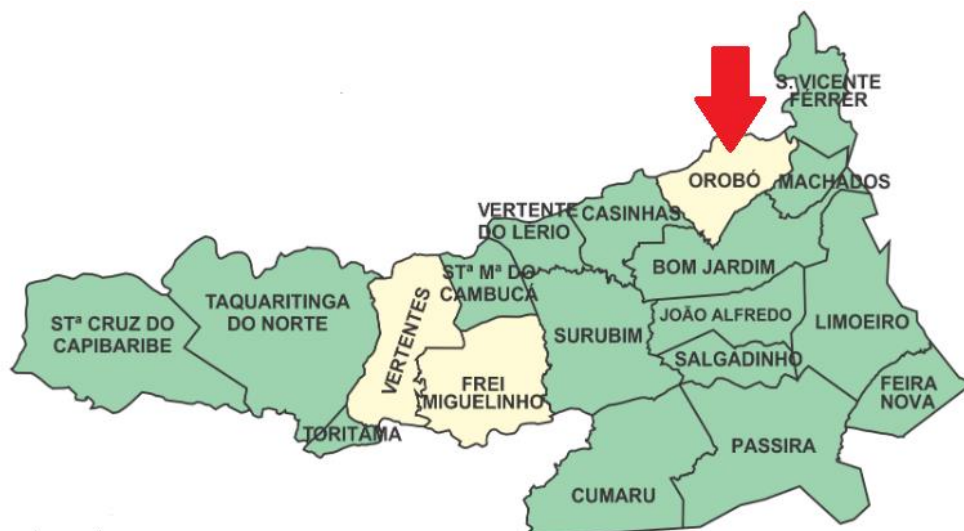 S. VICENTE
FÉRRER
OROBÓ
MACHADOS
VERTENTE
DO LÉRIO
CASINHAS
BOM JARDIM
STª Mª DO
CAMBUCÁ
TAQUARITINGA
DO NORTE
STª CRUZ DO
CAPIBARIBE
VERTENTES
SURUBIM
JOÃO ALFREDO
LIMOEIRO
SALGADINHO
FREI
MIGUELINHO
FEIRA
NOVA
TORITAMA
PASSIRA
CUMARU